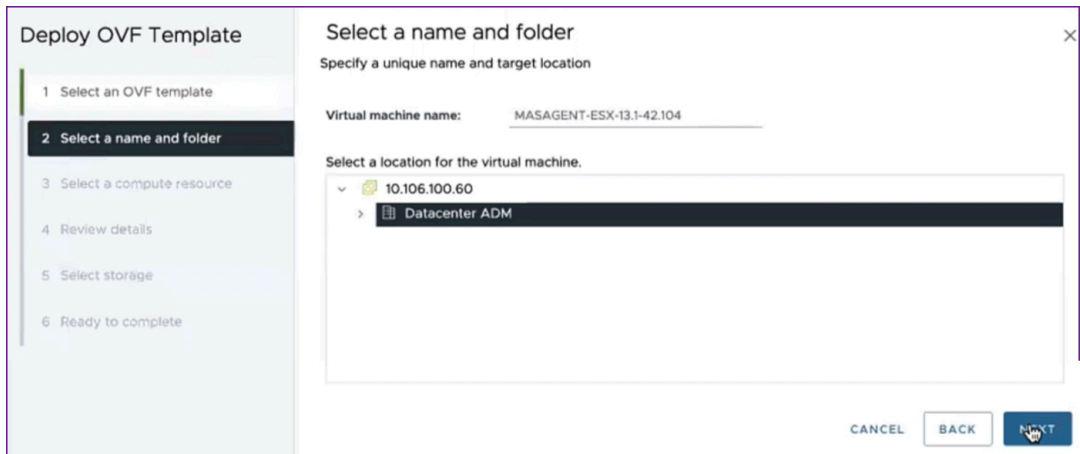 Deploy OVF Template
1 Select an OVF template
2 Select a name and folder
3 Select a compute resource
4 Review details
5 Select storage
6 Ready to complete
Select a name and folder
Specify a unique name and target location
Virtual machine name: MASAGENT-ESX-13.1-42.104
Select a location for the virtual machine.
10.106.100.60
Datacenter ADM
CANCEL BACK NEXT